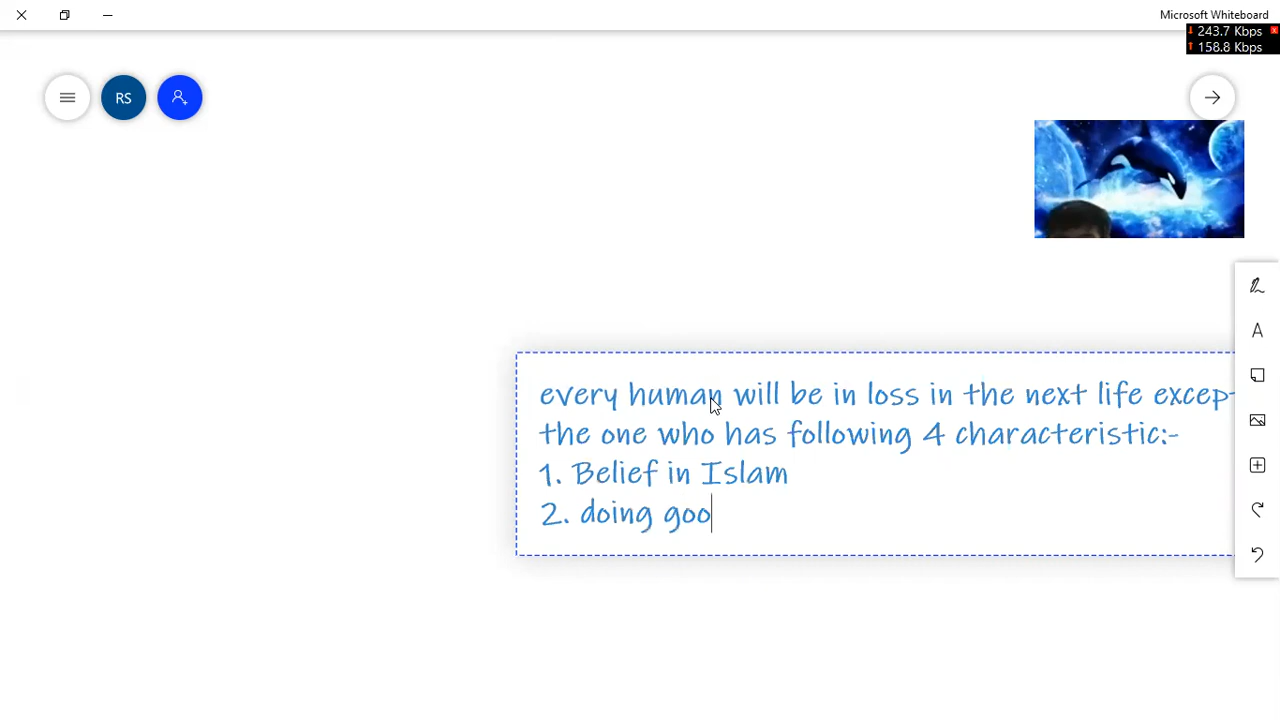 Microsoft Whiteboard
↓ 243.7 Kbps x
↑ 158.8 Kbps
RS
every human will be in loss in the next life excep
the one who has following 4 characteristic:-
1. Belief in Islam
2. doing goo
A